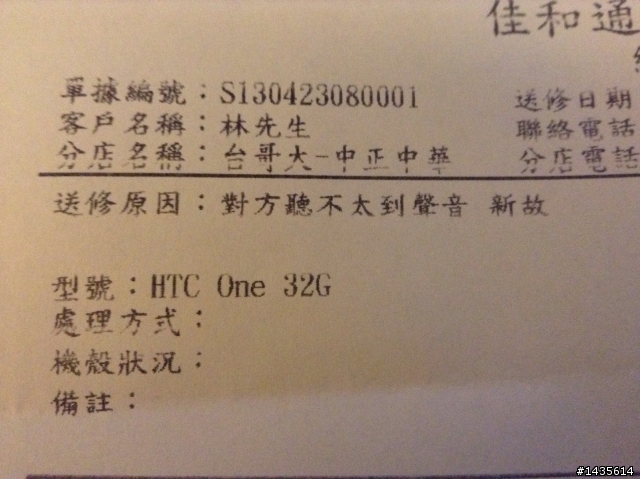 佳和通
單據編號：S130423080001 送修日期
客戶名稱：林先生 聯絡電話
分店名稱：台哥大-中正中華 分店電話
送修原因：對方聽不太到聲音 新故
型號：HTC One 32G
處理方式：
機殼狀況：
備註：
#1435614